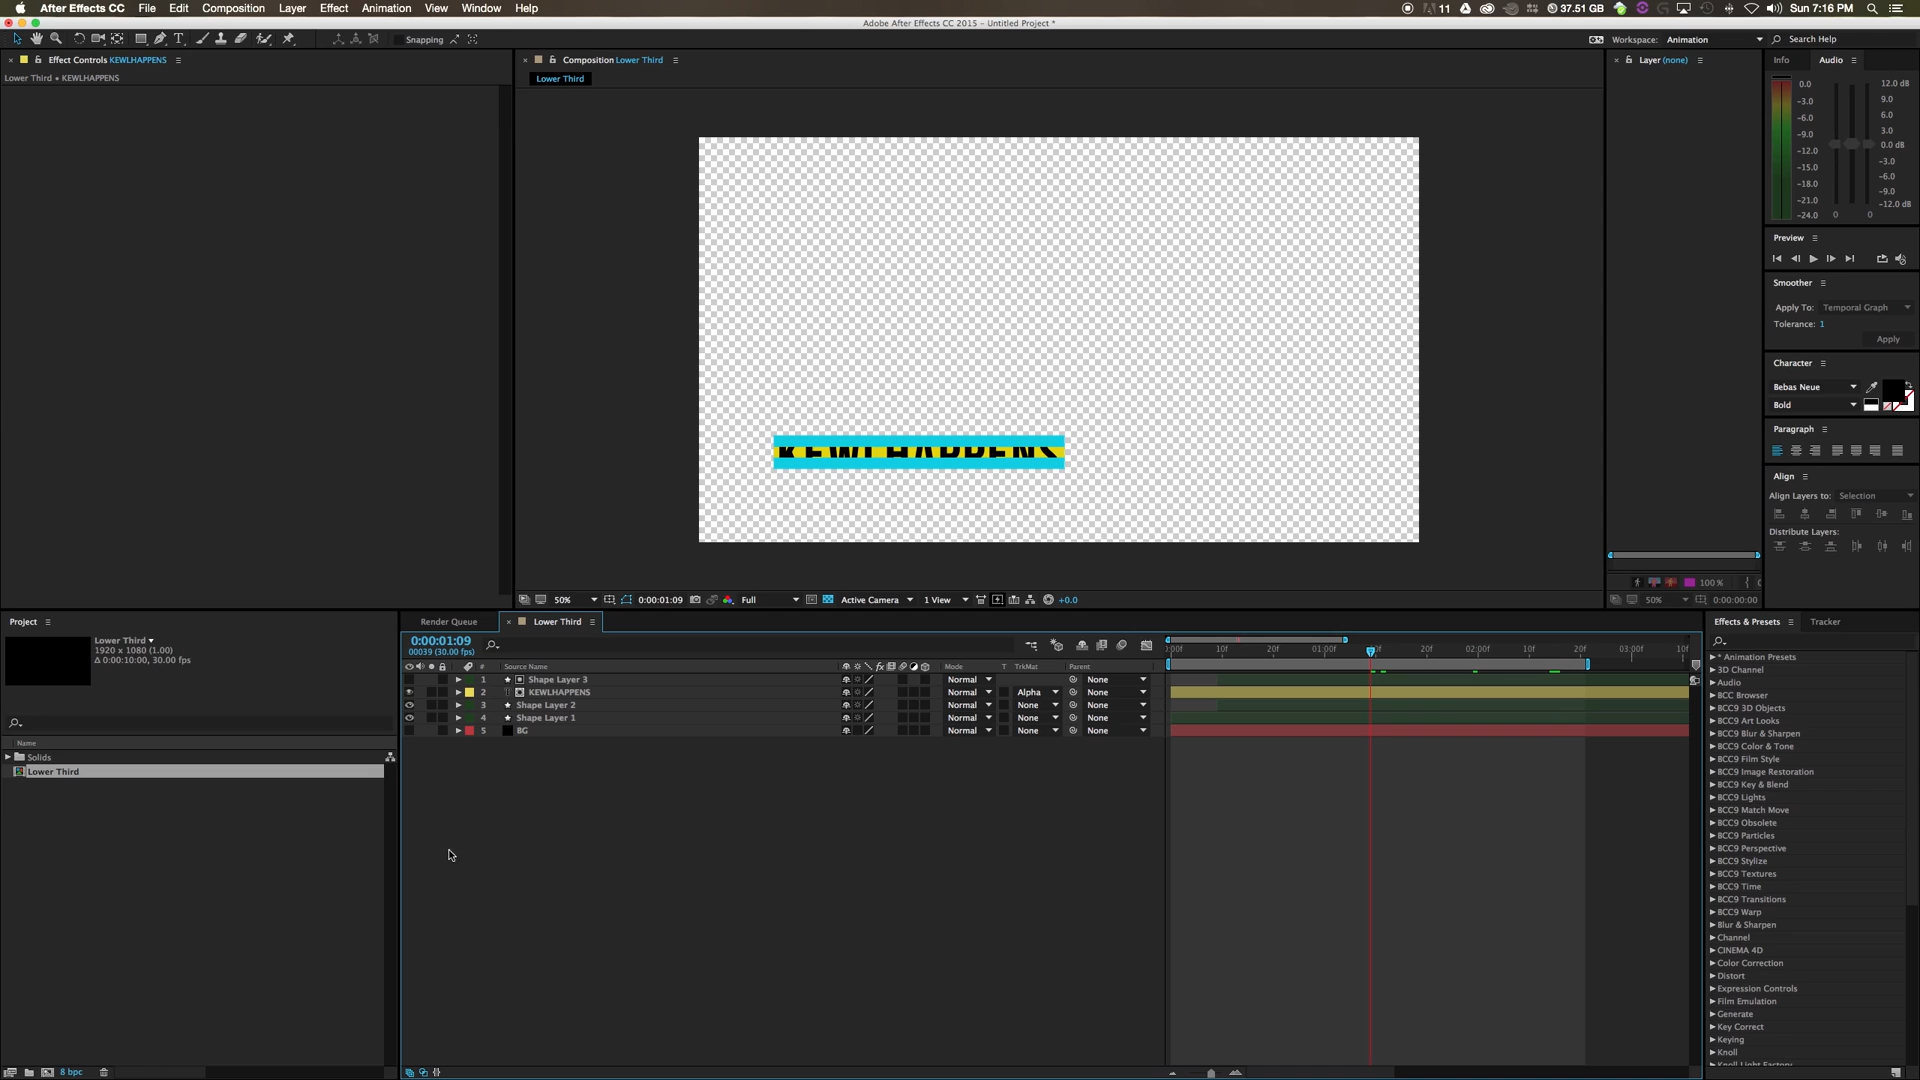 After Effects CC File Edit Composition Layer Effect Animation View Window Help 11 37.51 GB Sun 7:16 PM
Adobe After Effects CC 2015 - Untitled Project *
Snapping Workspace: Animation Search Help
Effect Controls KEWLHAPPENS
Lower Third • KEWLHAPPENS
Composition Lower Third
Lower Third
Layer (none)
Info Audio
0.0 12.0 dB
-3.0 9.0
-6.0 6.0
-9.0 3.0
-12.0 0.0 dB
-15.0 -3.0
-18.0 -6.0
-21.0 -9.0
-24.0 -12.0 dB
0 0
Preview
Smoother
Apply To: Temporal Graph
Tolerance: 1
Apply
Character
Bebas Neue
Bold
Paragraph
Align
Align Layers to: Selection
Distribute Layers:
KEWLHAPPENS
50% 0:00:01:09 Full Active Camera 1 View +0.0
100%
50% 0:00:00:00
Project
Lower Third
1920 x 1080 (1.00)
Δ 0:00:10:00, 30.00 fps
Name
Solids
Lower Third
8 bpc
Render Queue Lower Third
0:00:01:09
00039 (30.00 fps)
# Source Name Mode T TrkMat Parent
1 Shape Layer 3 Normal None
2 KEWLHAPPENS Normal Alpha None
3 Shape Layer 2 Normal None None
4 Shape Layer 1 Normal None None
5 BG Normal None None
:00f 10f 20f 01:00f 20f 02:00f 10f 20f 03:00f 10f
Effects & Presets Tracker
* Animation Presets
3D Channel
Audio
BCC Browser
BCC9 3D Objects
BCC9 Art Looks
BCC9 Blur & Sharpen
BCC9 Color & Tone
BCC9 Film Style
BCC9 Image Restoration
BCC9 Key & Blend
BCC9 Lights
BCC9 Match Move
BCC9 Obsolete
BCC9 Particles
BCC9 Perspective
BCC9 Stylize
BCC9 Textures
BCC9 Time
BCC9 Transitions
BCC9 Warp
Blur & Sharpen
Channel
CINEMA 4D
Color Correction
Distort
Expression Controls
Film Emulation
Generate
Key Correct
Keying
Knoll
Knoll Light Factory